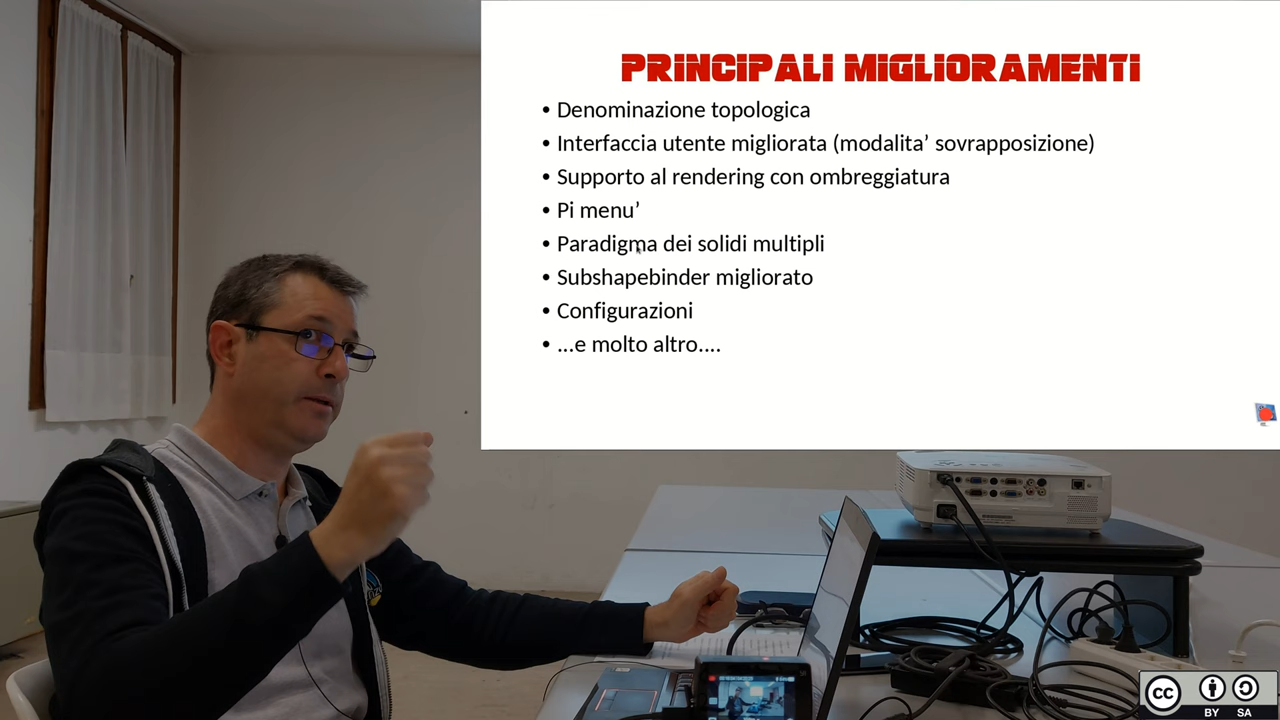 PRINCIPALI MIGLIORAMENTI
• Denominazione topologica
• Interfaccia utente migliorata (modalita’ sovrapposizione)
• Supporto al rendering con ombreggiatura
• Pi menu’
• Paradigma dei solidi multipli
• Subshapebinder migliorato
• Configurazioni
• ...e molto altro....
cc
BY SA